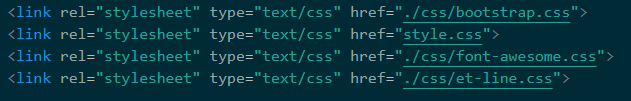 <link rel="stylesheet" type="text/css" href="./css/bootstrap.css">
<link rel="stylesheet" type="text/css" href="style.css">
<link rel="stylesheet" type="text/css" href="./css/font-awesome.css">
<link rel="stylesheet" type="text/css" href="./css/et-line.css">